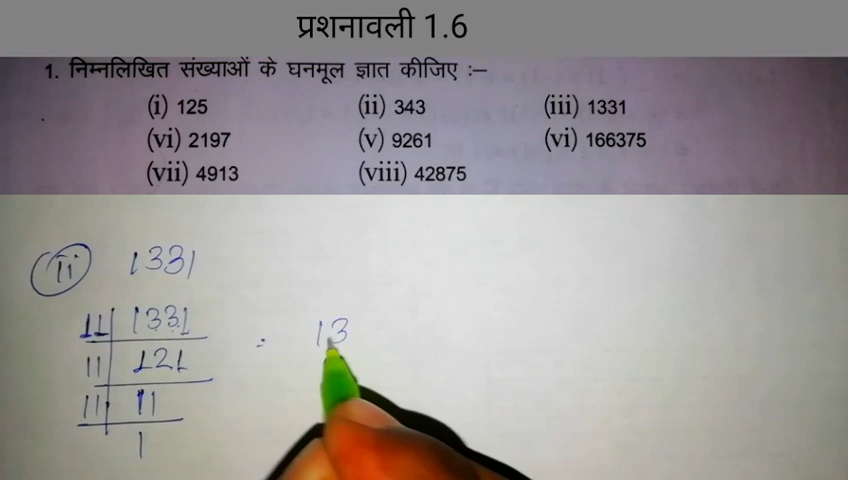 प्रशनावली 1.6
1. निम्नलिखित संख्याओं के घनमूल ज्ञात कीजिए :–
(i) 125 (ii) 343 (iii) 1331
(vi) 2197 (v) 9261 (vi) 166375
(vii) 4913 (viii) 42875
(ii) 1331
11 1331
11 121 = 13
11 11
1